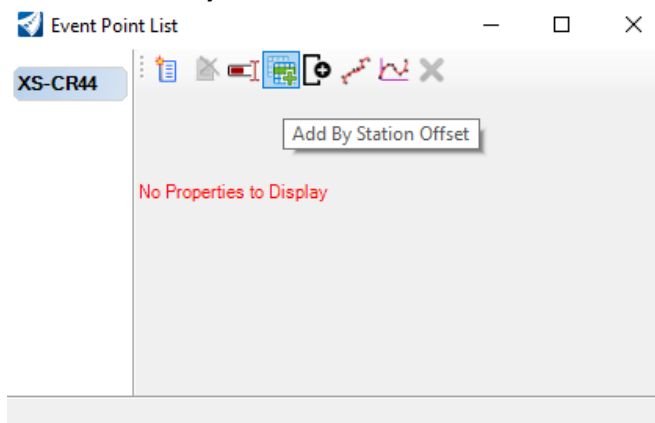 Event Point List
XS-CR44
Add By Station Offset
No Properties to Display